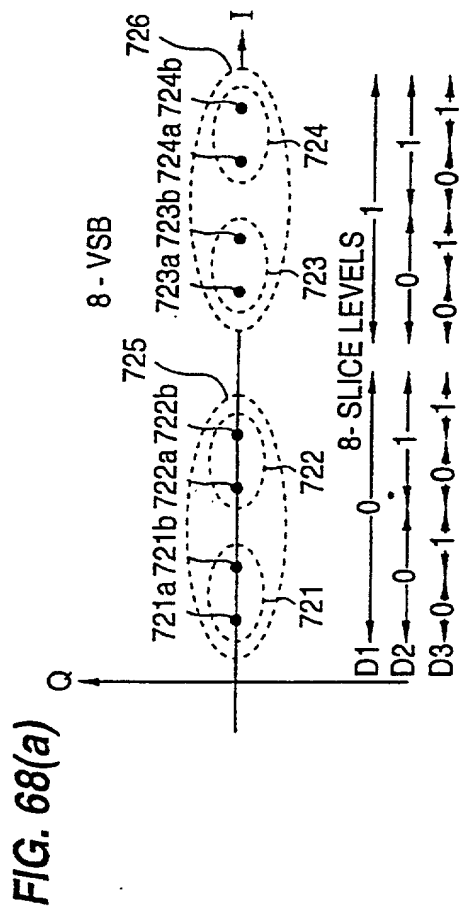 FIG. 68(a)
8 - VSB
Q
725
726
721a 721b 722a 722b
723a 723b 724a 724b
I
721
722
723
724
8- SLICE LEVELS
D1 0 1
D2 0 1 0 1
D3 0 1 0 1 0 1 0 1